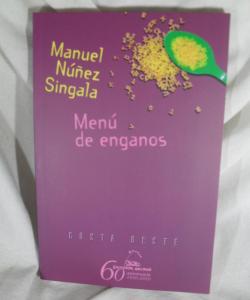 Manuel
Núñez
Singala
Menú
de enganos
COSTA OESTE
60